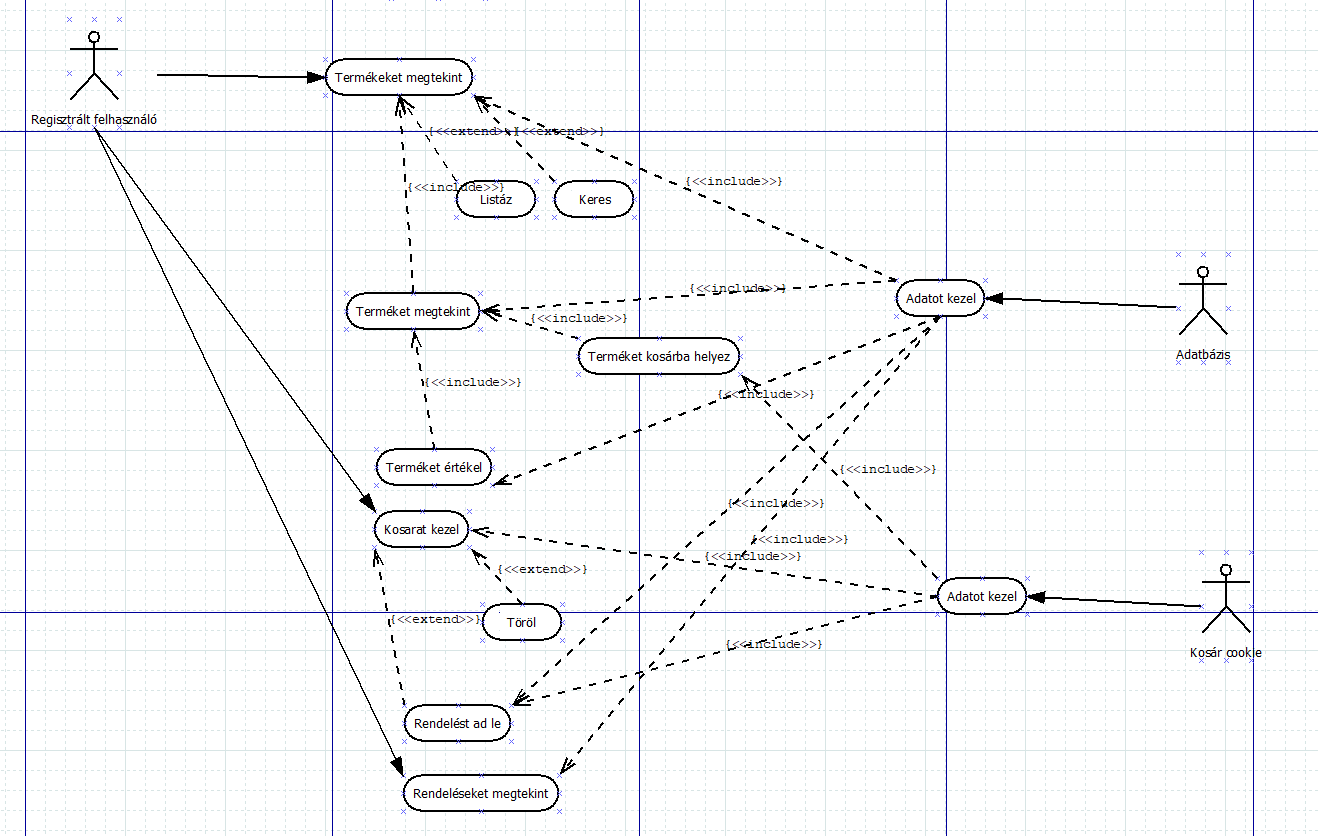 Termékeket megtekint
Regisztrált felhasználó
{<<extend>>}
{<<extend>>}
{<<include>>}
{<<include>>}
Listáz
Keres
{<<include>>}
Adatot kezel
Terméket megtekint
{<<include>>}
Terméket kosárba helyez
Adatbázis
{<<include>>}
{<<include>>}
Terméket értékel
{<<include>>}
{<<include>>}
Kosarat kezel
{<<include>>}
{<<include>>}
{<<extend>>}
Adatot kezel
{<<extend>>}
Töröl
{<<include>>}
Kosár cookie
Rendelést ad le
Rendeléseket megtekint